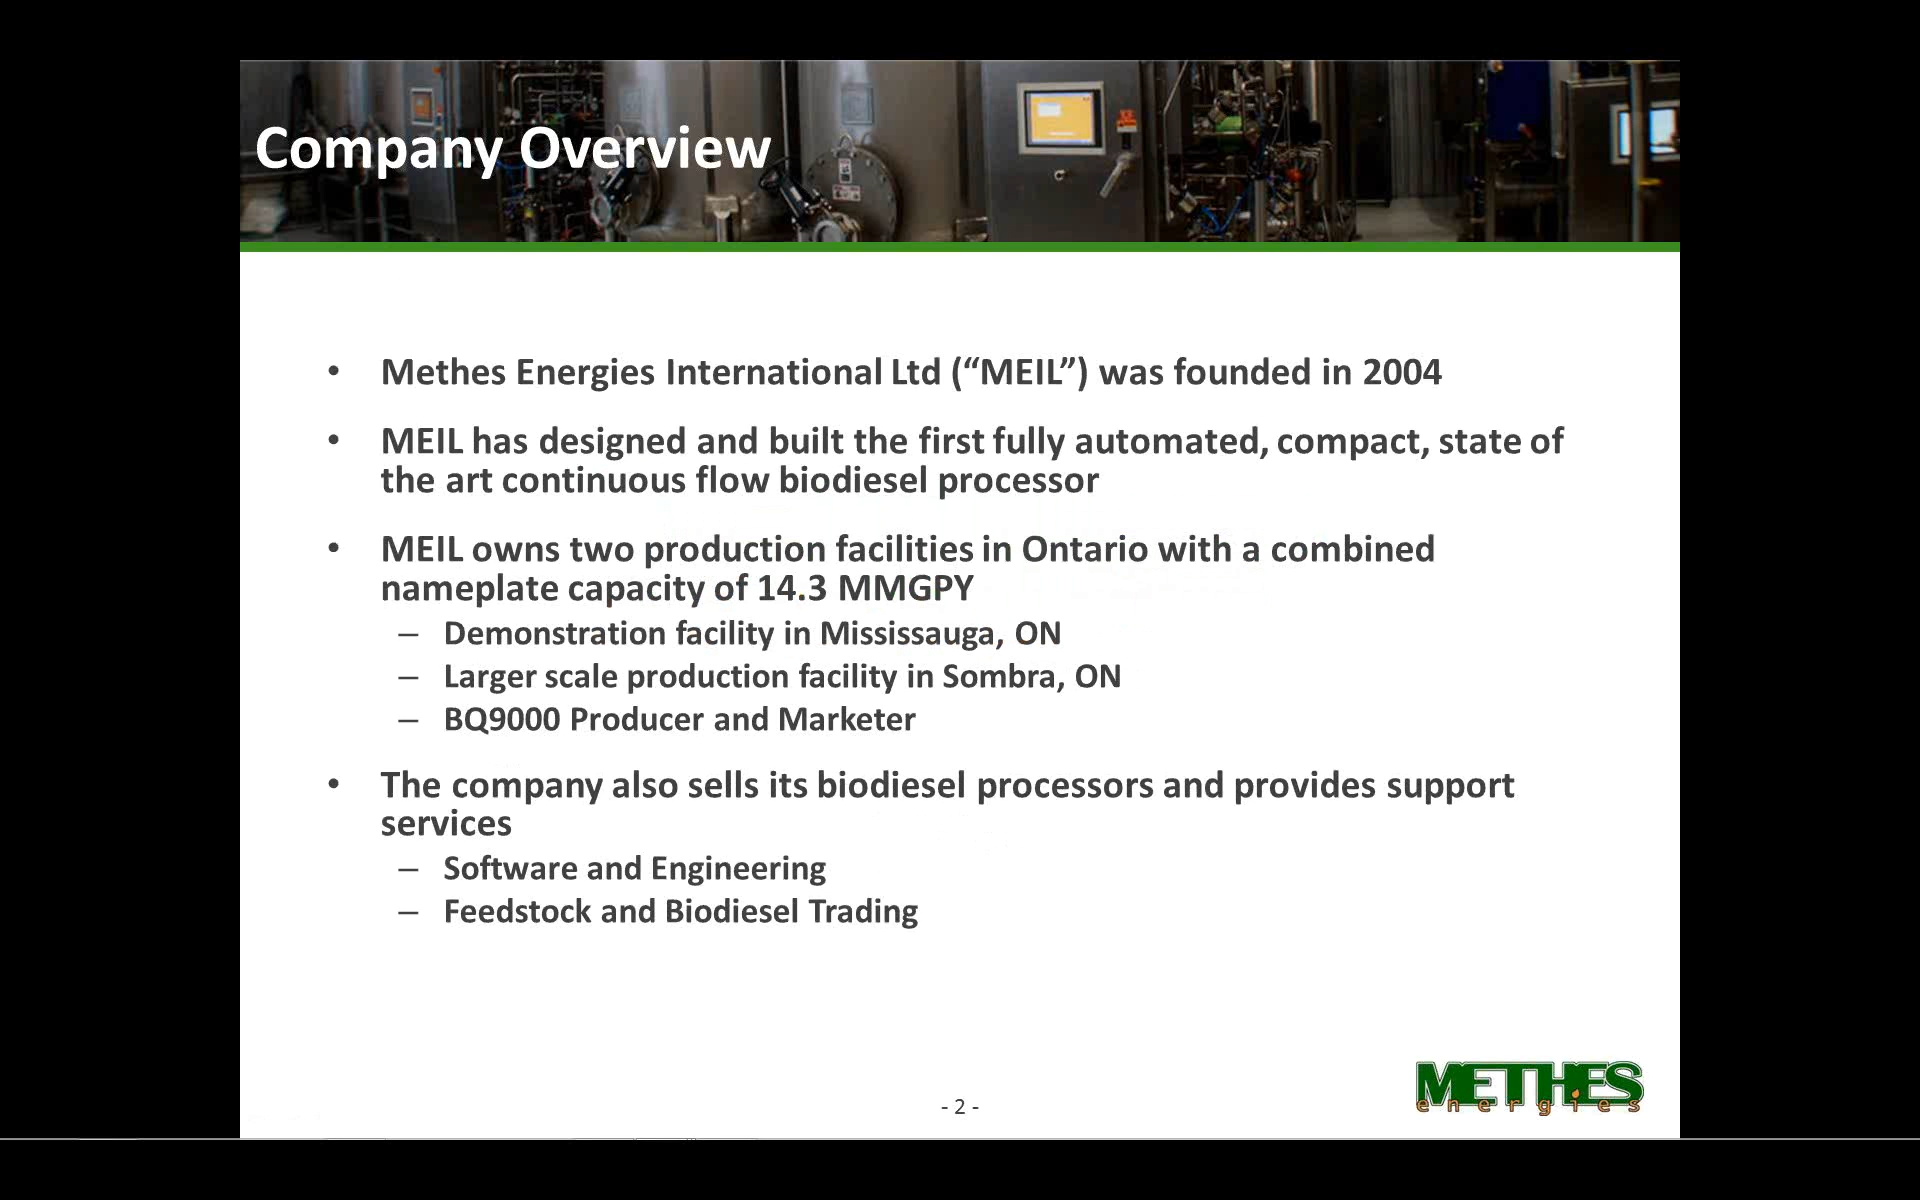 Company Overview
• Methes Energies International Ltd (“MEIL”) was founded in 2004
• MEIL has designed and built the first fully automated, compact, state of
the art continuous flow biodiesel processor
• MEIL owns two production facilities in Ontario with a combined
nameplate capacity of 14.3 MMGPY
– Demonstration facility in Mississauga, ON
– Larger scale production facility in Sombra, ON
– BQ9000 Producer and Marketer
• The company also sells its biodiesel processors and provides support
services
– Software and Engineering
– Feedstock and Biodiesel Trading
- 2 -
METHES
energies